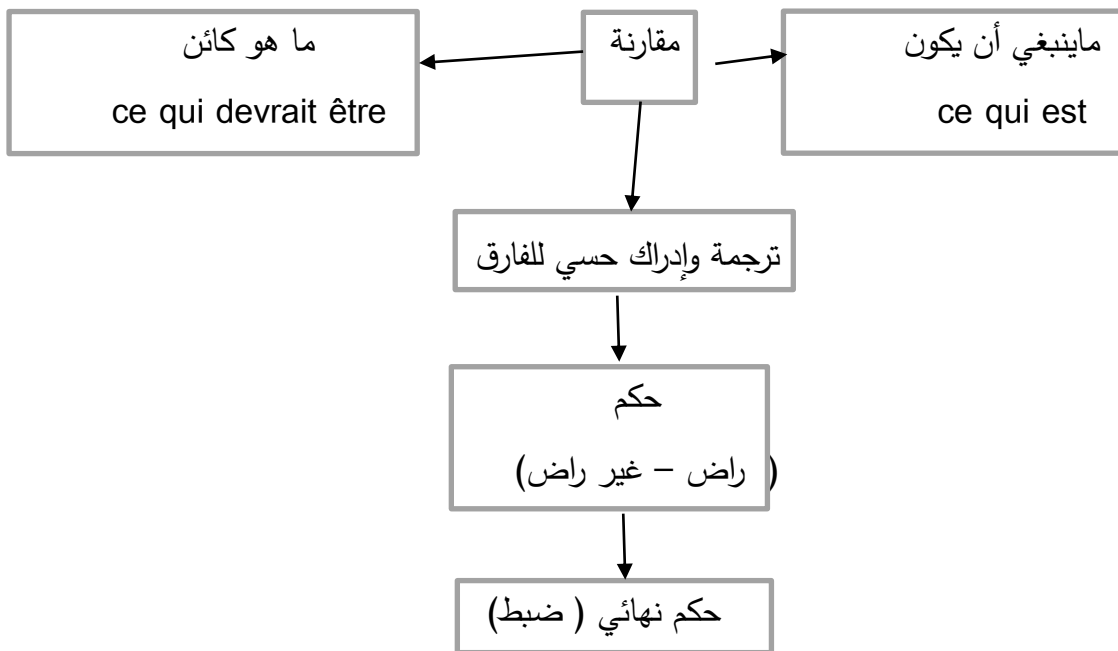 ماينبغي أن يكون
ce qui est
مقارنة
ما هو كائن
ce qui devrait être
ترجمة وإدراك حسي للفارق
حكم
( راض – غير راض)
حكم نهائي ( ضبط)